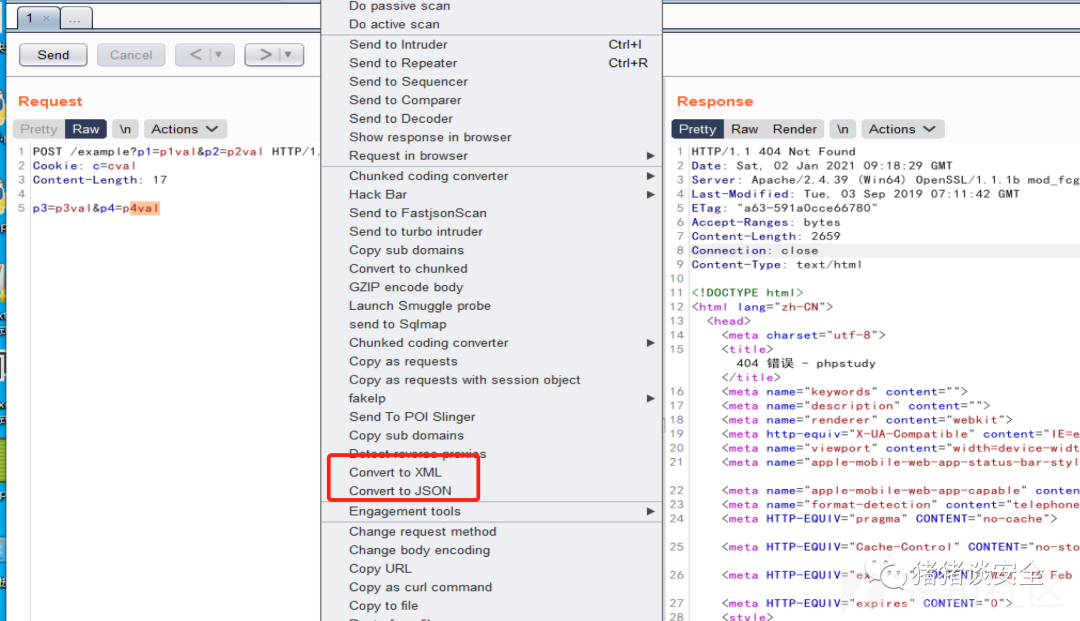 1 × ...
Send Cancel < | ▼ > | ▼
Request
Pretty Raw \n Actions
1 POST /example?p1=p1val&p2=p2val HTTP/1.
2 Cookie: c=cval
3 Content-Length: 17
4
5 p3=p3val&p4=p4val
Do passive scan
Do active scan
Send to Intruder Ctrl+I
Send to Repeater Ctrl+R
Send to Sequencer
Send to Comparer
Send to Decoder
Show response in browser
Request in browser
Chunked coding converter
Hack Bar
Send to FastjsonScan
Send to turbo intruder
Copy sub domains
Convert to chunked
GZIP encode body
Launch Smuggle probe
send to Sqlmap
Chunked coding converter
Copy as requests
Copy as requests with session object
fakeIp
Send To POI Slinger
Copy sub domains
Detect reverse proxies
Convert to XML
Convert to JSON
Engagement tools
Change request method
Change body encoding
Copy URL
Copy as curl command
Copy to file
Response
Pretty Raw Render \n Actions
1 HTTP/1.1 404 Not Found
2 Date: Sat, 02 Jan 2021 09:18:29 GMT
3 Server: Apache/2.4.39 (Win64) OpenSSL/1.1.1b mod_fcg
4 Last-Modified: Tue, 03 Sep 2019 07:11:42 GMT
5 ETag: "a63-591a0cce66780"
6 Accept-Ranges: bytes
7 Content-Length: 2659
8 Connection: close
9 Content-Type: text/html
10
11 <!DOCTYPE html>
12 <html lang="zh-CN">
13 <head>
14 <meta charset="utf-8">
15 <title>
404 错误 - phpstudy
</title>
16 <meta name="keywords" content="">
17 <meta name="description" content="">
18 <meta name="renderer" content="webkit">
19 <meta http-equiv="X-UA-Compatible" content="IE=e
20 <meta name="viewport" content="width=device-widt
21 <meta name="apple-mobile-web-app-status-bar-styl
22 <meta name="apple-mobile-web-app-capable" conten
23 <meta name="format-detection" content="telephone
24 <meta HTTP-EQUIV="pragma" CONTENT="no-cache">
25 <meta HTTP-EQUIV="Cache-Control" CONTENT="no-sto
26 <meta HTTP-EQUIV="ex
Feb
27 <meta HTTP-EQUIV="expires" CONTENT="0">
28 <style>
猪猪谈安全